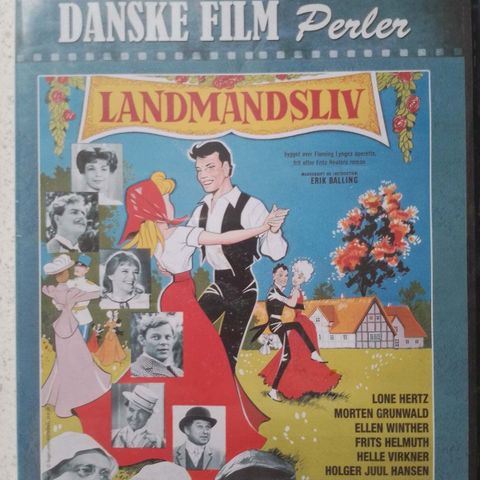 DANSKE FILM Perler
LANDMANDSLIV
bygget over Flemming Lynges operette,
frit efter Fritz Reuters roman
MANUSKRIPT OG INSTRUKTION
ERIK BALLING
LONE HERTZ
MORTEN GRUNWALD
ELLEN WINTHER
FRITS HELMUTH
HELLE VIRKNER
HOLGER JUUL HANSEN